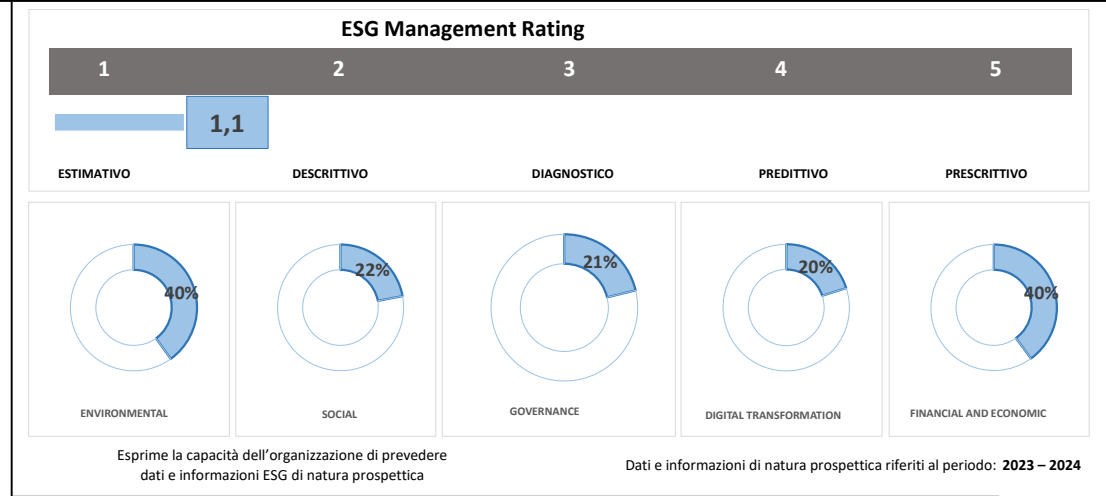 ESG Management Rating
1 2 3 4 5
1,1
ESTIMATIVO DESCRITTIVO DIAGNOSTICO PREDITTIVO PRESCRITTIVO
40% 22% 21% 20% 40%
ENVIRONMENTAL SOCIAL GOVERNANCE DIGITAL TRANSFORMATION FINANCIAL AND ECONOMIC
Esprime la capacità dell’organizzazione di prevedere
dati e informazioni ESG di natura prospettica
Dati e informazioni di natura prospettica riferiti al periodo: 2023 – 2024